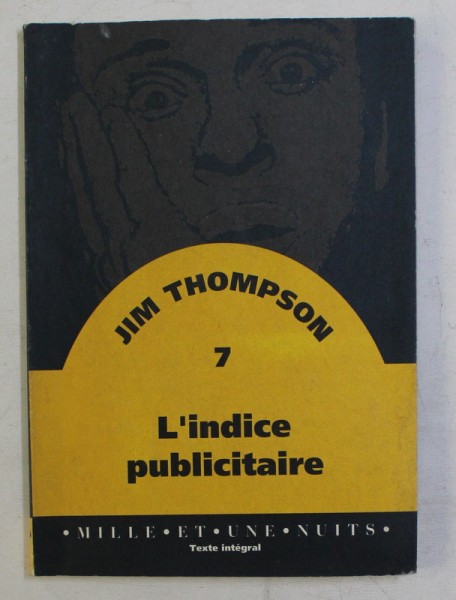 JIM THOMPSON
7
L'indice
publicitaire
•MILLE•ET•UNE•NUITS•
Texte intégral